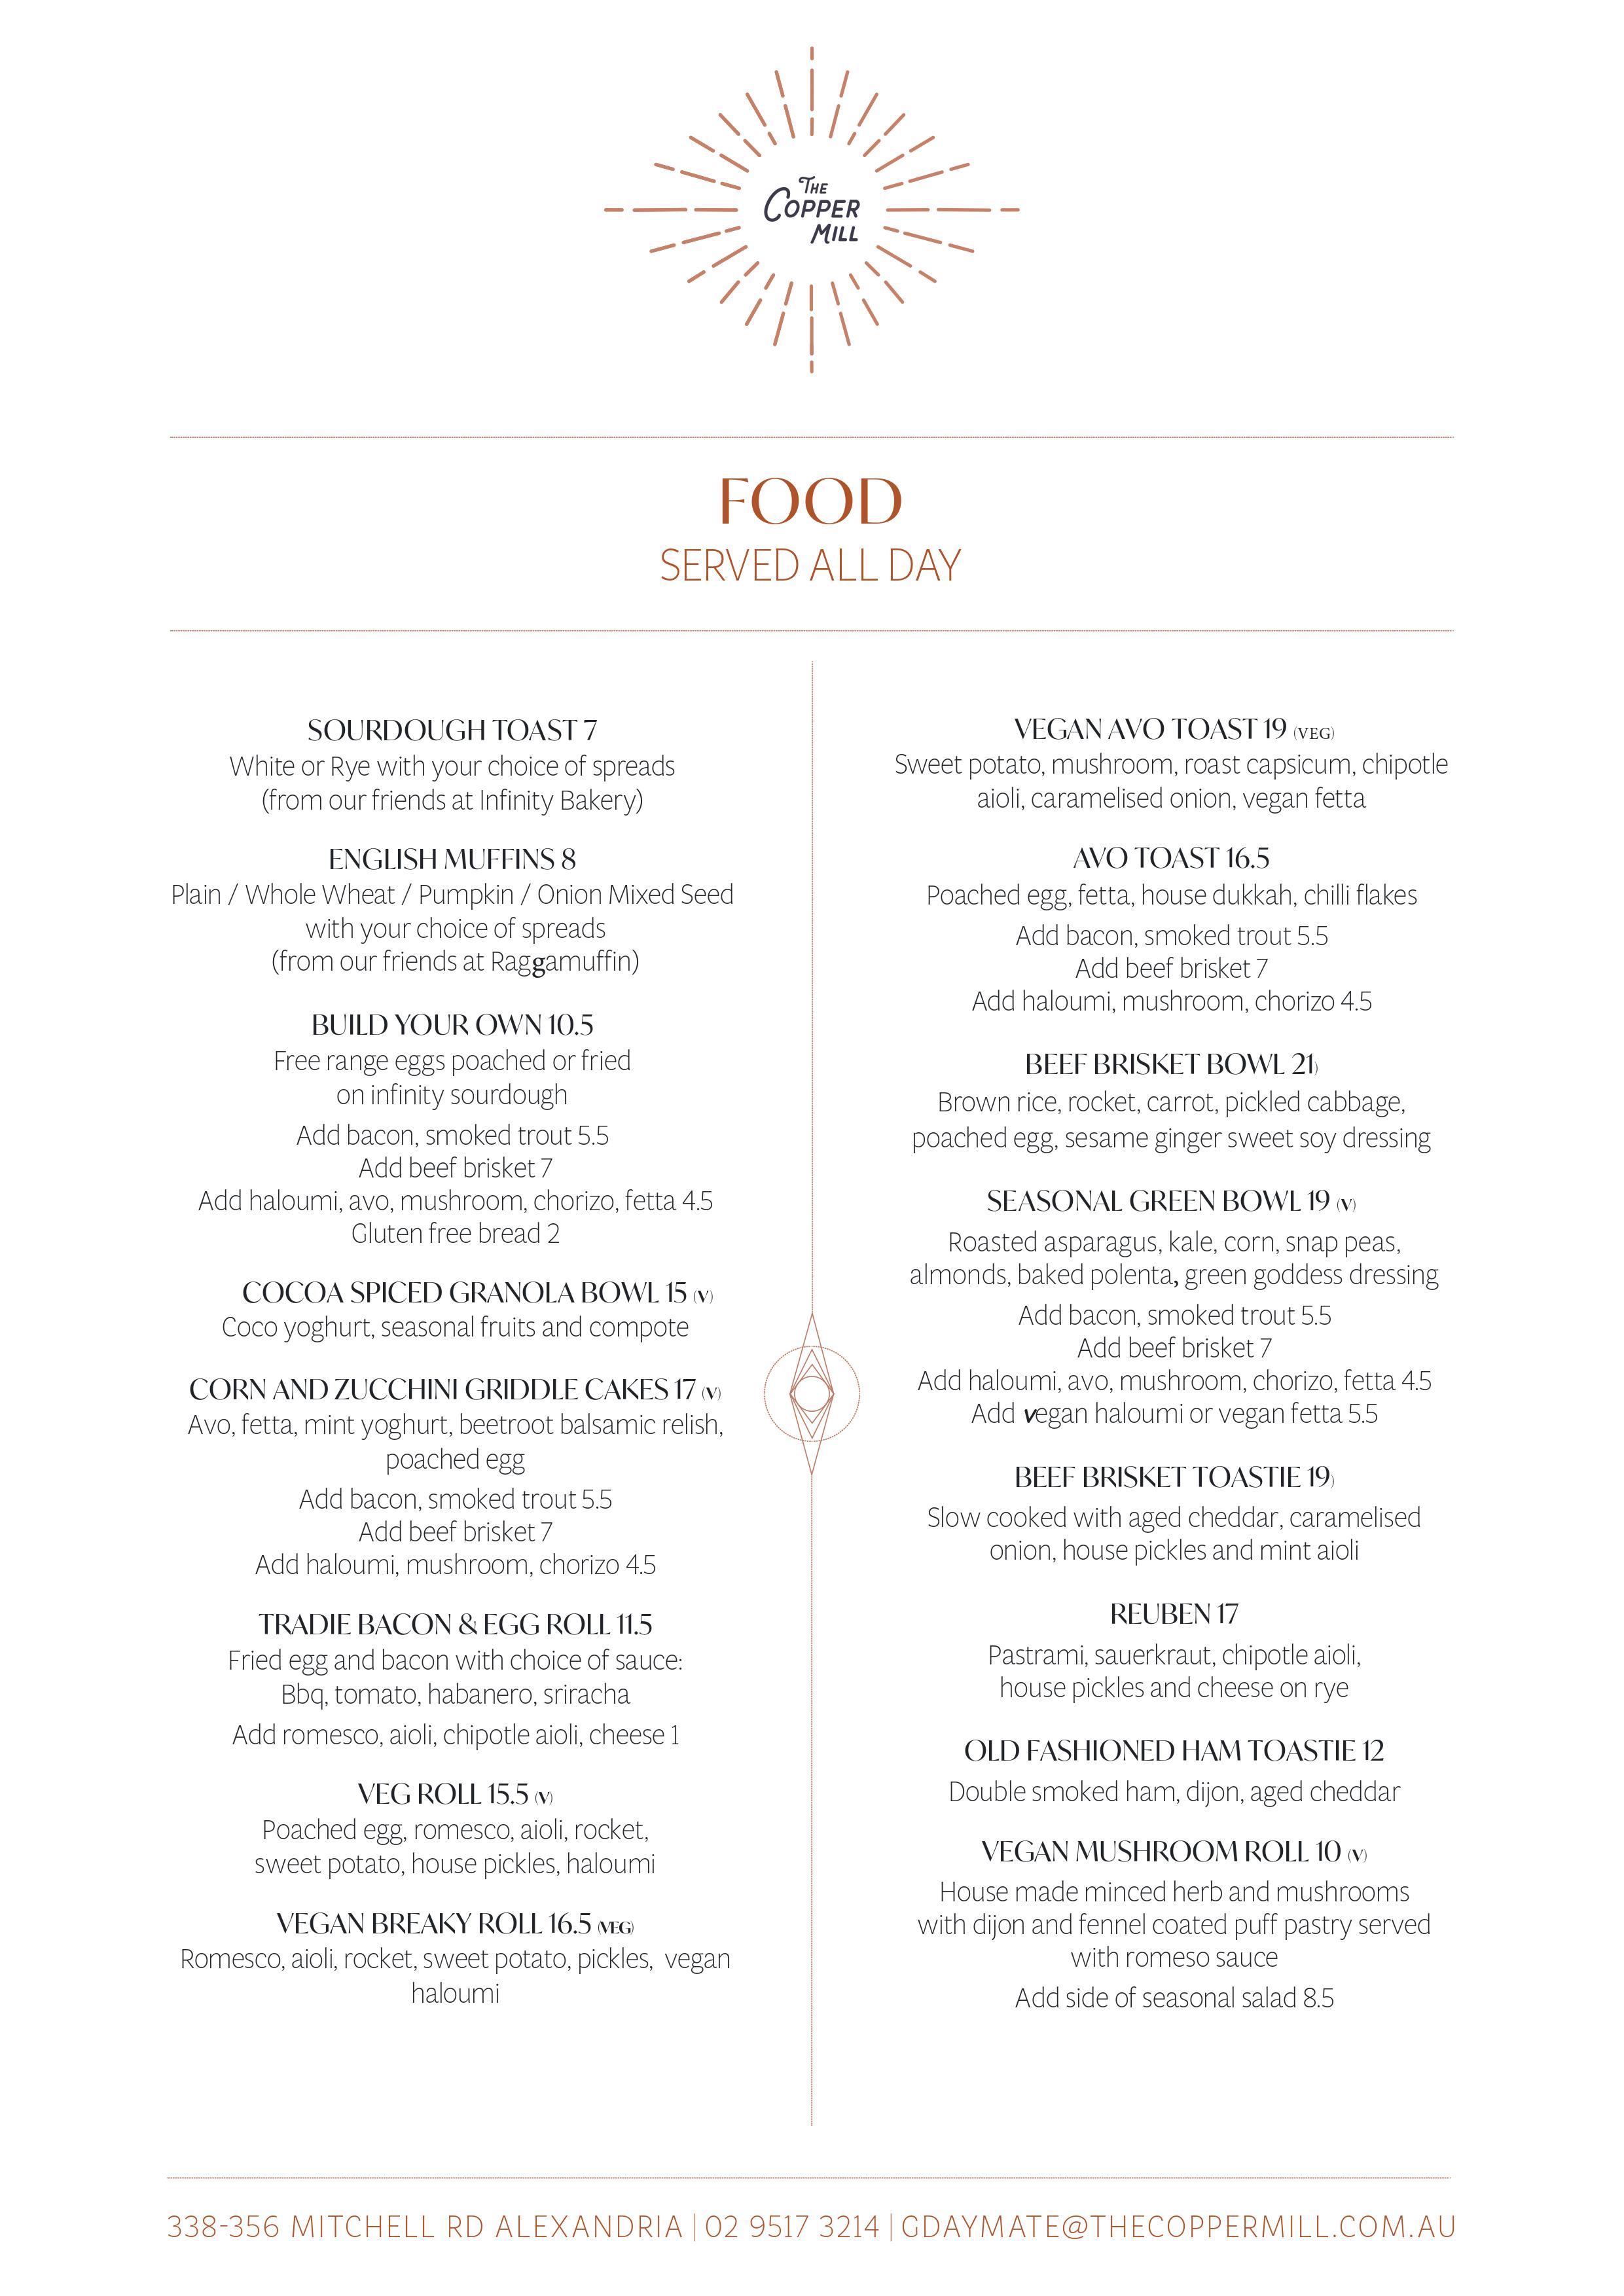 THE
COPPER
MILL
FOOD
SERVED ALL DAY
SOURDOUGH TOAST 7
White or Rye with your choice of spreads
(from our friends at Infinity Bakery)
ENGLISH MUFFINS 8
Plain / Whole Wheat / Pumpkin / Onion Mixed Seed
with your choice of spreads
(from our friends at Raggamuffin)
BUILD YOUR OWN 10.5
Free range eggs poached or fried
on infinity sourdough
Add bacon, smoked trout 5.5
Add beef brisket 7
Add haloumi, avo, mushroom, chorizo, fetta 4.5
Gluten free bread 2
COCOA SPICED GRANOLA BOWL 15 (V)
Coco yoghurt, seasonal fruits and compote
CORN AND ZUCCHINI GRIDDLE CAKES 17 (V)
Avo, fetta, mint yoghurt, beetroot balsamic relish,
poached egg
Add bacon, smoked trout 5.5
Add beef brisket 7
Add haloumi, mushroom, chorizo 4.5
TRADIE BACON & EGG ROLL 11.5
Fried egg and bacon with choice of sauce:
Bbq, tomato, habanero, sriracha
Add romesco, aioli, chipotle aioli, cheese 1
VEG ROLL 15.5 (V)
Poached egg, romesco, aioli, rocket,
sweet potato, house pickles, haloumi
VEGAN BREAKY ROLL 16.5 (VEG)
Romesco, aioli, rocket, sweet potato, pickles, vegan
haloumi
VEGAN AVO TOAST 19 (VEG)
Sweet potato, mushroom, roast capsicum, chipotle
aioli, caramelised onion, vegan fetta
AVO TOAST 16.5
Poached egg, fetta, house dukkah, chilli flakes
Add bacon, smoked trout 5.5
Add beef brisket 7
Add haloumi, mushroom, chorizo 4.5
BEEF BRISKET BOWL 21)
Brown rice, rocket, carrot, pickled cabbage,
poached egg, sesame ginger sweet soy dressing
SEASONAL GREEN BOWL 19 (V)
Roasted asparagus, kale, corn, snap peas,
almonds, baked polenta, green goddess dressing
Add bacon, smoked trout 5.5
Add beef brisket 7
Add haloumi, avo, mushroom, chorizo, fetta 4.5
Add vegan haloumi or vegan fetta 5.5
BEEF BRISKET TOASTIE 19)
Slow cooked with aged cheddar, caramelised
onion, house pickles and mint aioli
REUBEN 17
Pastrami, sauerkraut, chipotle aioli,
house pickles and cheese on rye
OLD FASHIONED HAM TOASTIE 12
Double smoked ham, dijon, aged cheddar
VEGAN MUSHROOM ROLL 10 (V)
House made minced herb and mushrooms
with dijon and fennel coated puff pastry served
with romeso sauce
Add side of seasonal salad 8.5
338-356 MITCHELL RD ALEXANDRIA | 02 9517 3214 | GDAYMATE@THECOPPERMILL.COM.AU